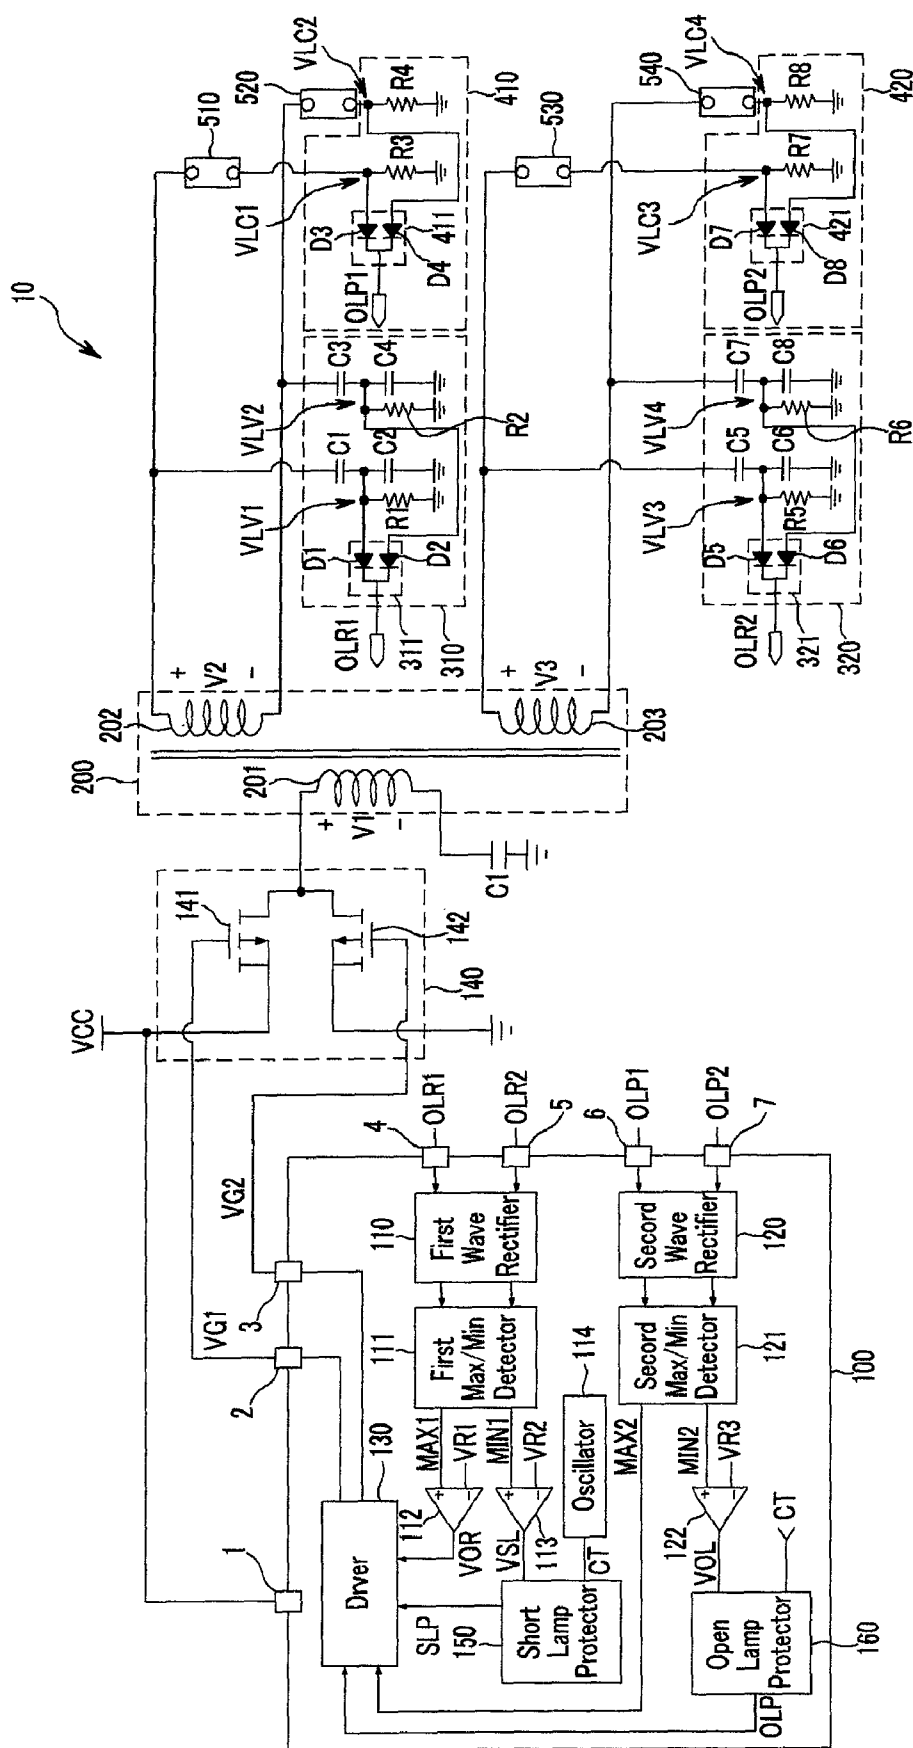 10
VCC
1
2
3
VG1
VG2
140
141
142
200
201
202
203
+
V1
-
C1
+
V2
-
+
V3
-
510
520
530
540
VLC1
VLC2
VLC3
VLC4
410
R3
R4
D3
D4
411
OLP1
VLV1
VLV2
C1
C2
C3
C4
R1
R2
D1
D2
311
310
OLR1
420
R7
R8
D7
D8
421
OLP2
VLV3
VLV4
C5
C6
C7
C8
R5
R6
D5
D6
321
320
OLR2
4
OLR1
5
OLR2
6
OLP1
7
OLP2
100
110
First
Wave
Rectifier
120
Second
Wave
Rectifier
111
First
Max/Min
Detector
121
Second
Max/Min
Detector
114
Oscillator
MAX1
VR1
MIN1
VR2
MAX2
MIN2
VR3
130
Drver
112
+
-
VOR
113
+
-
VSL
CT
122
+
-
VOL
CT
SLP
150
Short
Lamp
Protector
Open
Lamp
Protector
160
OLP